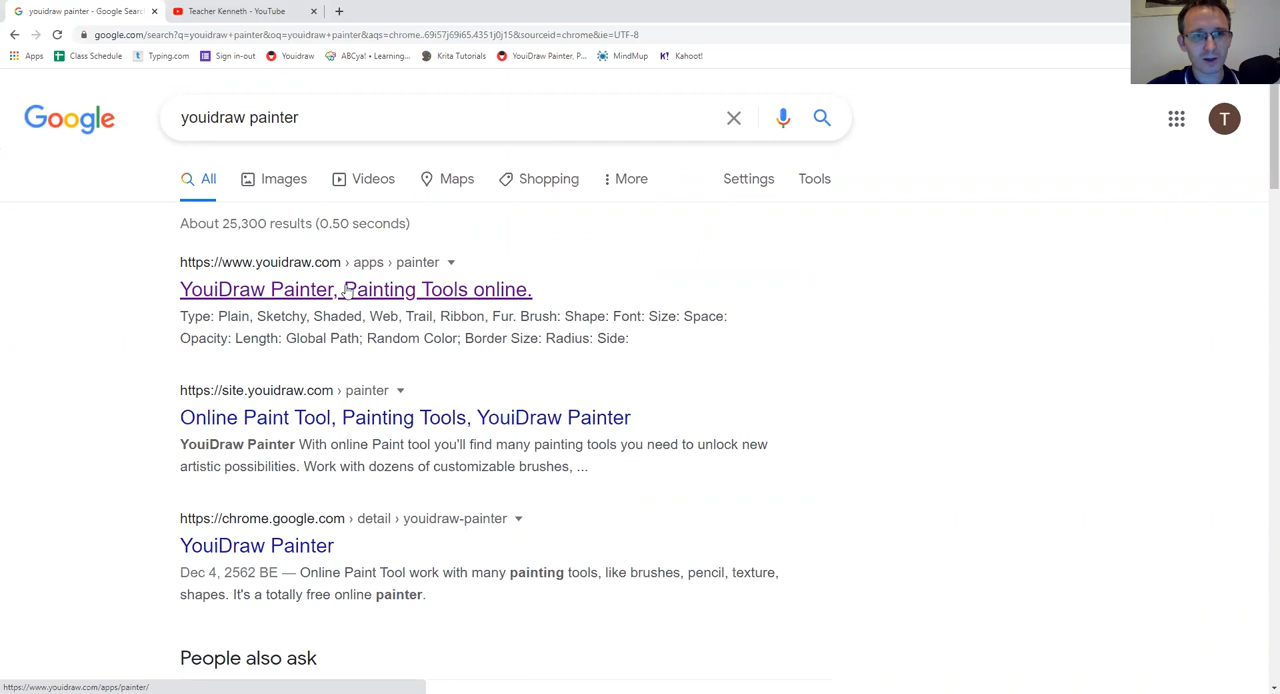 youidraw painter - Google Searc
Teacher Kenneth - YouTube
google.com/search?q=youidraw+painter&oq=youidraw+painter&aqs=chrome..69i57j69i65.4351j0j15&sourceid=chrome&ie=UTF-8
Apps Class Schedule Typing.com Sign in-out Youidraw ABCya! • Learning... Krita Tutorials YouiDraw Painter, P... MindMup Kahoot!
Google
youidraw painter
T
All Images Videos Maps Shopping More Settings Tools
About 25,300 results (0.50 seconds)
https://www.youidraw.com › apps › painter
YouiDraw Painter, Painting Tools online.
Type: Plain, Sketchy, Shaded, Web, Trail, Ribbon, Fur. Brush: Shape: Font: Size: Space:
Opacity: Length: Global Path; Random Color; Border Size: Radius: Side:
https://site.youidraw.com › painter
Online Paint Tool, Painting Tools, YouiDraw Painter
YouiDraw Painter With online Paint tool you'll find many painting tools you need to unlock new
artistic possibilities. Work with dozens of customizable brushes, ...
https://chrome.google.com › detail › youidraw-painter
YouiDraw Painter
Dec 4, 2562 BE — Online Paint Tool work with many painting tools, like brushes, pencil, texture,
shapes. It's a totally free online painter.
People also ask
https://www.youidraw.com/apps/painter/